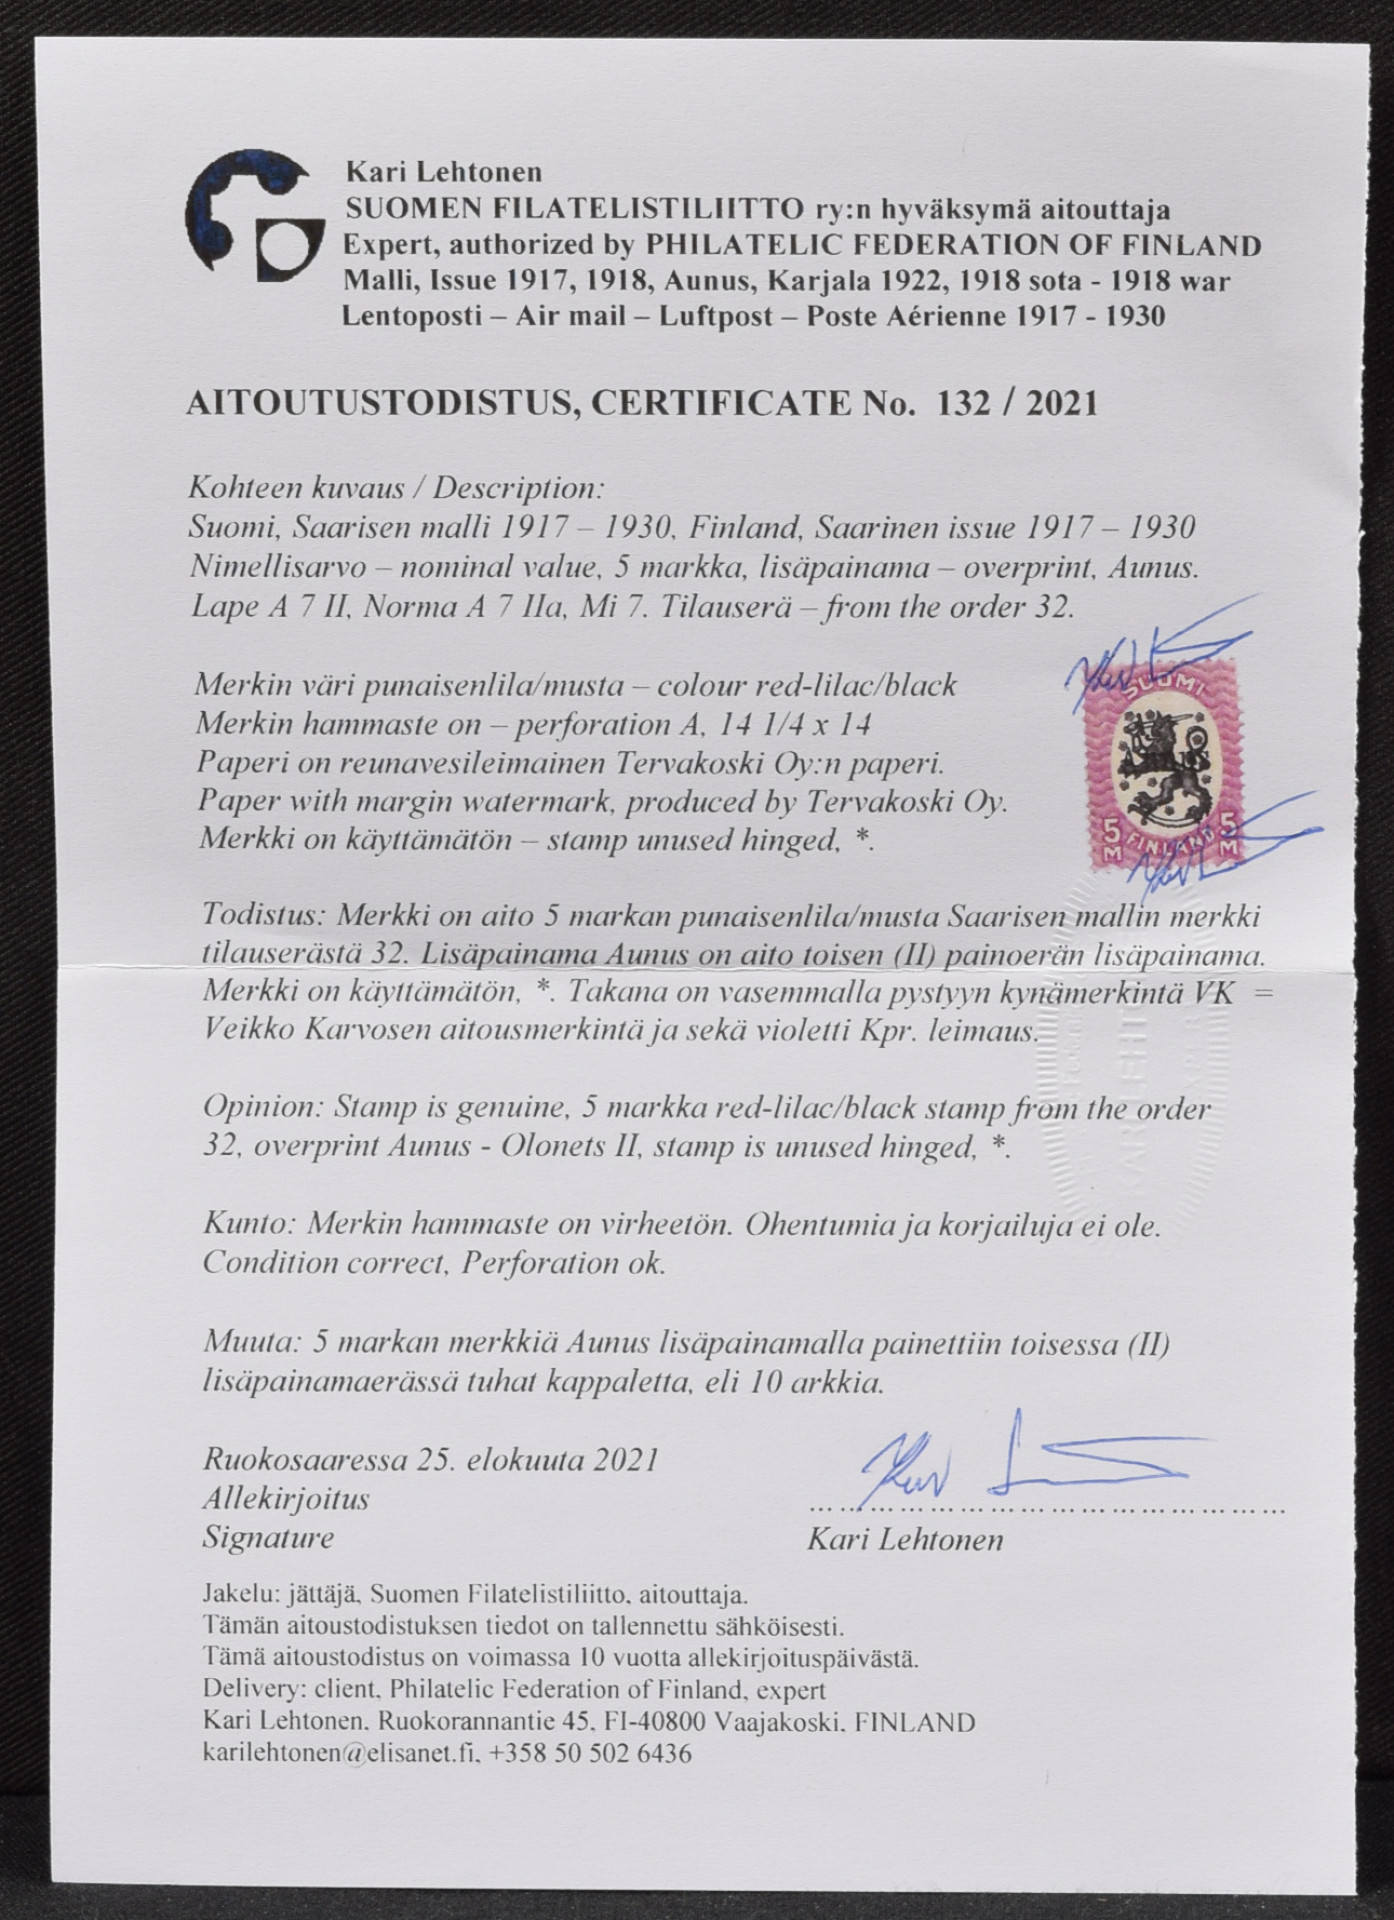 Kari Lehtonen
SUOMEN FILATELISTILIITTO ry:n hyväksymä aitouttaja
Expert, authorized by PHILATELIC FEDERATION OF FINLAND
Malli, Issue 1917, 1918, Aunus, Karjala 1922, 1918 sota - 1918 war
Lentoposti – Air mail – Luftpost – Poste Aérienne 1917 - 1930
AITOUTUSTODISTUS, CERTIFICATE No. 132 / 2021
Kohteen kuvaus / Description:
Suomi, Saarisen malli 1917 – 1930, Finland, Saarinen issue 1917 – 1930
Nimellisarvo – nominal value, 5 markka, lisäpainama – overprint, Aunus.
Lape A 7 II, Norma A 7 IIa, Mi 7. Tilauserä – from the order 32.
Merkin väri punaisenlila/musta – colour red-lilac/black
Merkin hammaste on – perforation A, 14 1/4 x 14
Paperi on reunavesileimainen Tervakoski Oy:n paperi.
Paper with margin watermark, produced by Tervakoski Oy.
Merkki on käyttämätön – stamp unused hinged, *.
SUOMI
5 M FINLAND 5 M
Todistus: Merkki on aito 5 markan punaisenlila/musta Saarisen mallin merkki
tilauserästä 32. Lisäpainama Aunus on aito toisen (II) painoerän lisäpainama.
Merkki on käyttämätön, *. Takana on vasemmalla pystyyn kynämerkintä VK =
Veikko Karvosen aitousmerkintä ja sekä violetti Kpr. leimaus.
Opinion: Stamp is genuine, 5 markka red-lilac/black stamp from the order
32, overprint Aunus - Olonets II, stamp is unused hinged, *.
Kunto: Merkin hammaste on virheetön. Ohentumia ja korjailuja ei ole.
Condition correct, Perforation ok.
Muuta: 5 markan merkkiä Aunus lisäpainamalla painettiin toisessa (II)
lisäpainamaerässä tuhat kappaletta, eli 10 arkkia.
Ruokosaaressa 25. elokuuta 2021
Allekirjoitus
Signature
Kari Lehtonen
Jakelu: jättäjä, Suomen Filatelistiliitto, aitouttaja.
Tämän aitoustodistuksen tiedot on tallennettu sähköisesti.
Tämä aitoustodistus on voimassa 10 vuotta allekirjoituspäivästä.
Delivery: client, Philatelic Federation of Finland, expert
Kari Lehtonen, Ruokorannantie 45, FI-40800 Vaajakoski, FINLAND
karilehtonen@elisanet.fi, +358 50 502 6436